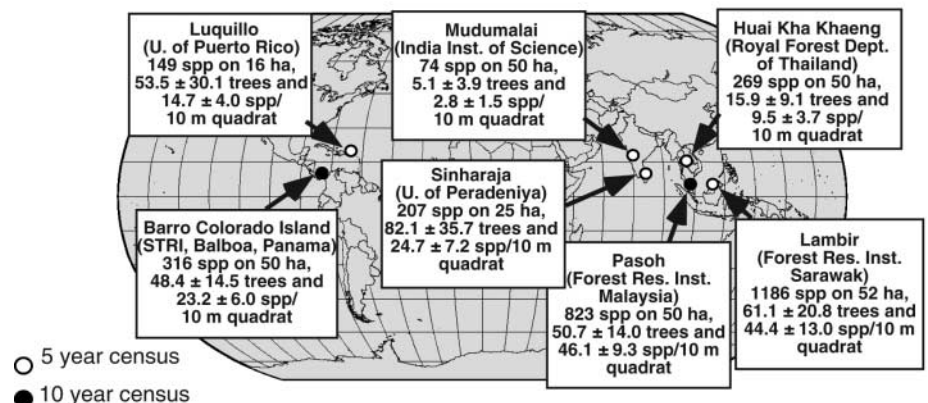 Luquillo
(U. of Puerto Rico)
149 spp on 16 ha,
53.5 ± 30.1 trees and
14.7 ± 4.0 spp/
10 m quadrat
Mudumalai
(India Inst. of Science)
74 spp on 50 ha,
5.1 ± 3.9 trees and
2.8 ± 1.5 spp/
10 m quadrat
Huai Kha Khaeng
(Royal Forest Dept.
of Thailand)
269 spp on 50 ha,
15.9 ± 9.1 trees and
9.5 ± 3.7 spp/
10 m quadrat
Sinharaja
(U. of Peradeniya)
207 spp on 25 ha,
82.1 ± 35.7 trees and
24.7 ± 7.2 spp/10 m
quadrat
Barro Colorado Island
(STRI, Balboa, Panama)
316 spp on 50 ha,
48.4 ± 14.5 trees and
23.2 ± 6.0 spp/
10 m quadrat
Pasoh
(Forest Res. Inst.
Malaysia)
823 spp on 50 ha,
50.7 ± 14.0 trees and
46.1 ± 9.3 spp/10 m
quadrat
Lambir
(Forest Res. Inst.
Sarawak)
1186 spp on 52 ha,
61.1 ± 20.8 trees and
44.4 ± 13.0 spp/10 m
quadrat
5 year census
10 year census